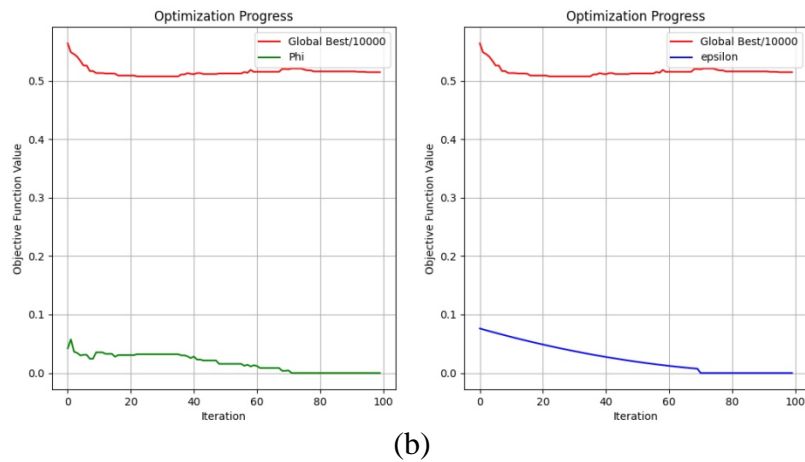 Optimization Progress
Global Best/10000
Phi
Objective Function Value
0.5
0.4
0.3
0.2
0.1
0.0
0
20
40
60
80
100
Iteration
Optimization Progress
Global Best/10000
epsilon
Objective Function Value
0.5
0.4
0.3
0.2
0.1
0.0
0
20
40
60
80
100
Iteration
(b)